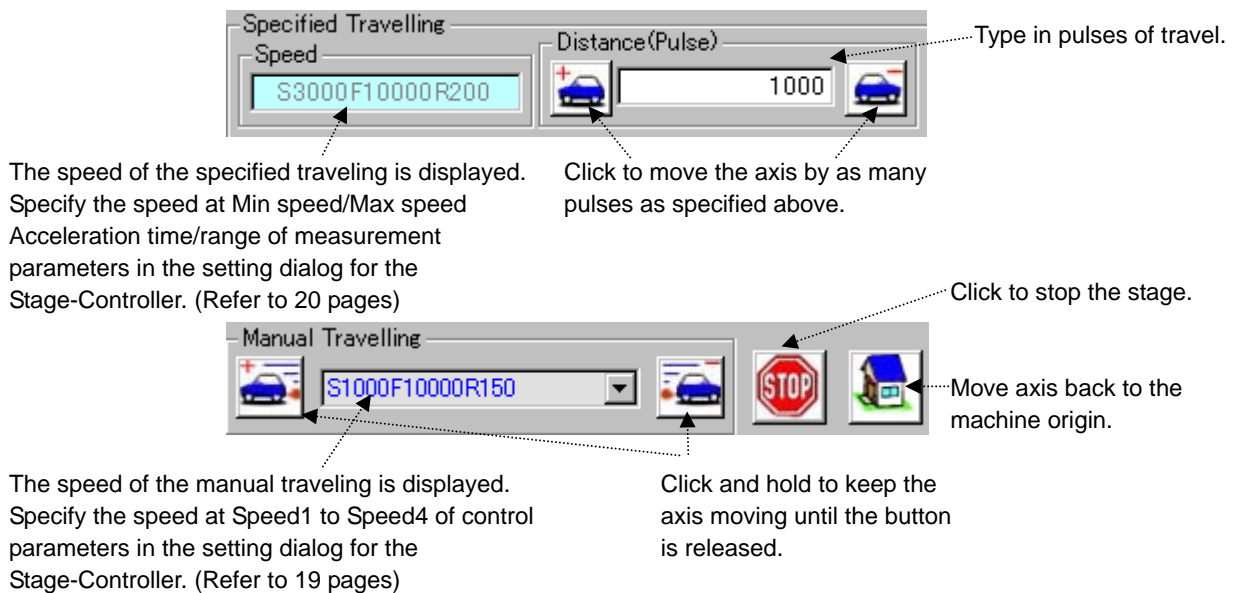 Specified Travelling
Speed
S3000F10000R200
Distance(Pulse)
+
1000
-
Type in pulses of travel.
The speed of the specified traveling is displayed.
Specify the speed at Min speed/Max speed
Acceleration time/range of measurement
parameters in the setting dialog for the
Stage-Controller. (Refer to 20 pages)
Click to move the axis by as many
pulses as specified above.
Click to stop the stage.
Manual Travelling
+
S1000F10000R150
-
STOP
Move axis back to the
machine origin.
The speed of the manual traveling is displayed.
Specify the speed at Speed1 to Speed4 of control
parameters in the setting dialog for the
Stage-Controller. (Refer to 19 pages)
Click and hold to keep the
axis moving until the button
is released.